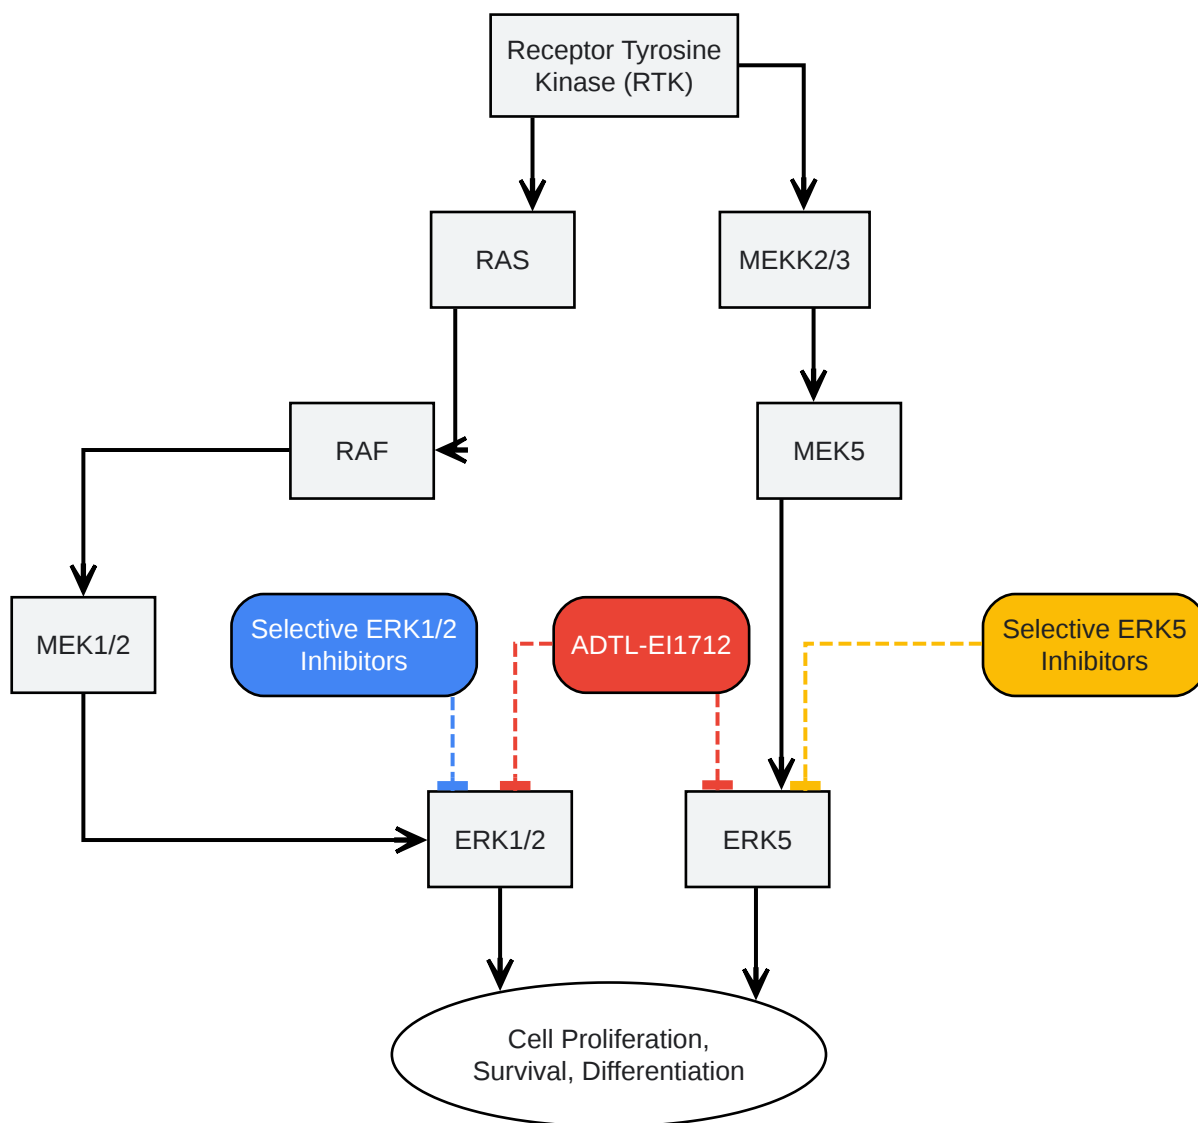 Receptor Tyrosine
Kinase (RTK)
RAS
MEKK2/3
RAF
MEK5
MEK1/2
Selective ERK1/2
Inhibitors
ADTL-EI1712
Selective ERK5
Inhibitors
ERK1/2
ERK5
Cell Proliferation,
Survival, Differentiation